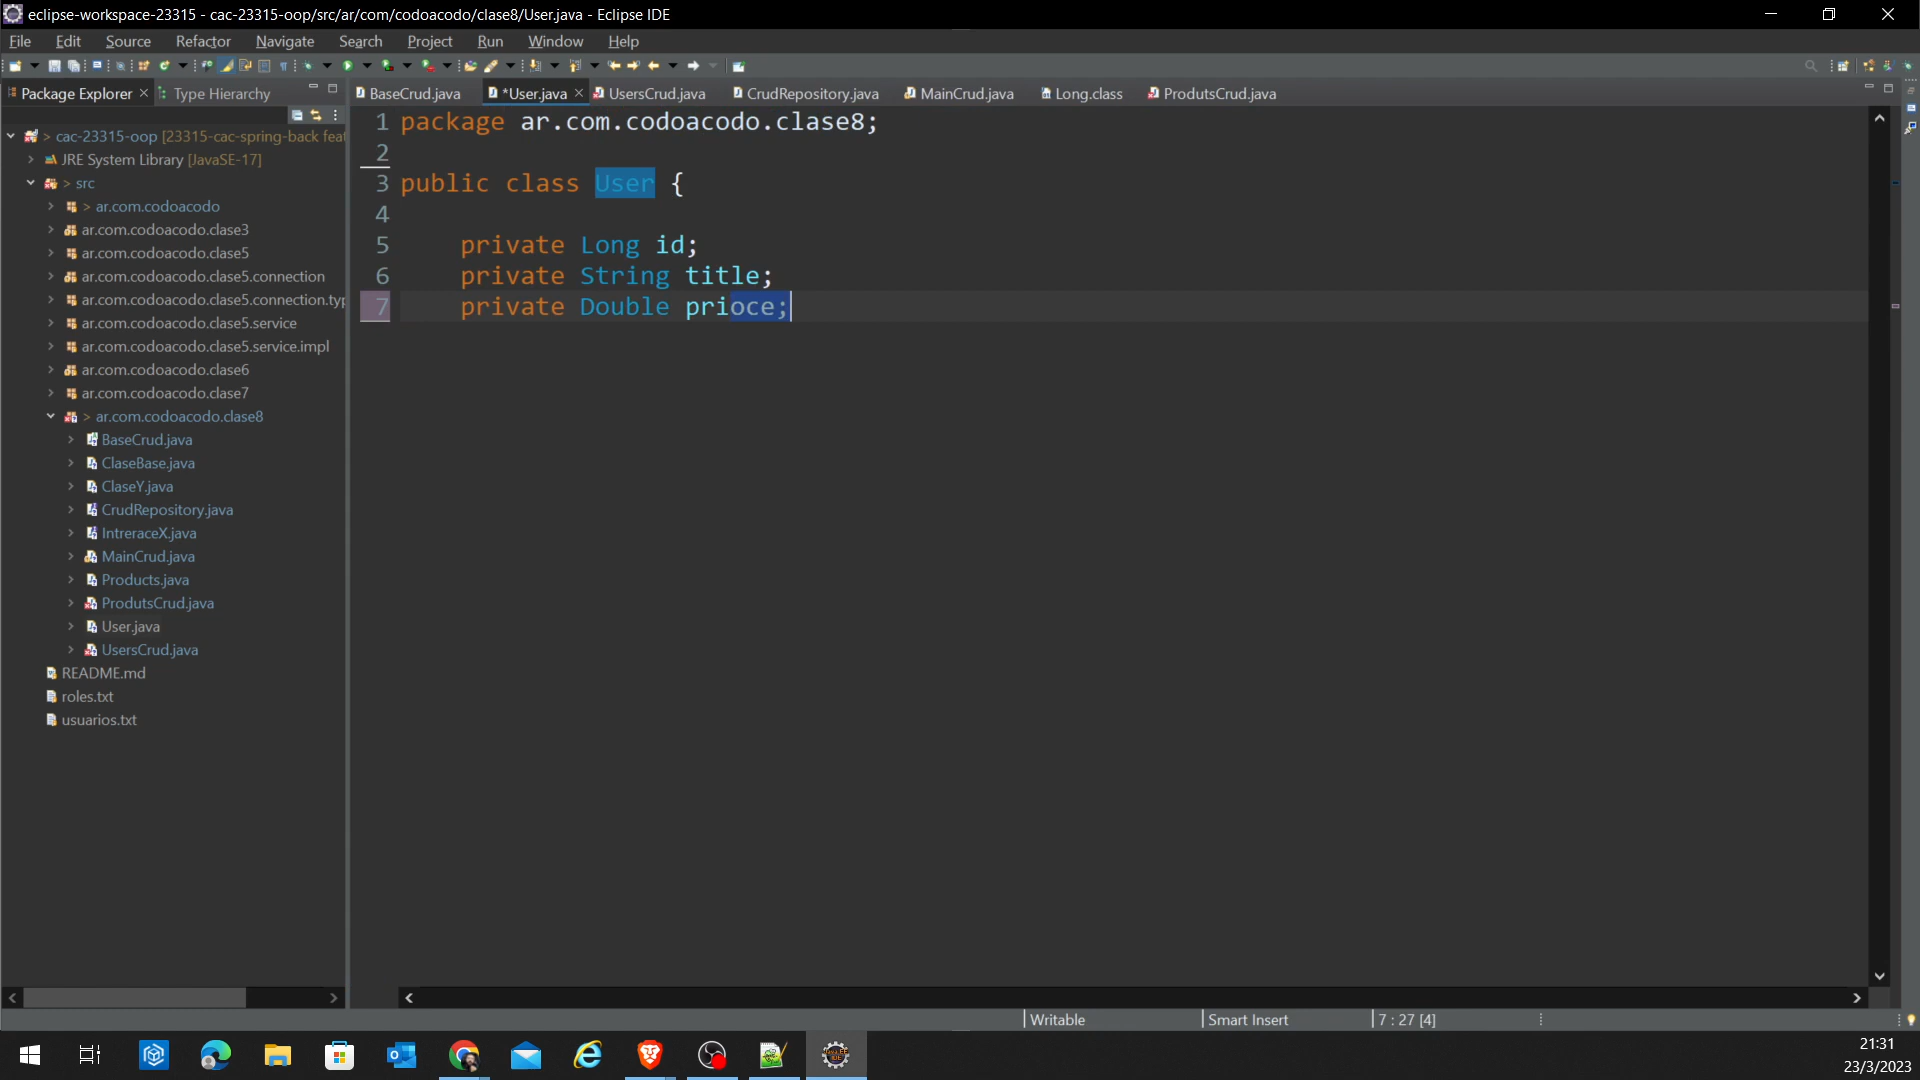 eclipse-workspace-23315 - cac-23315-oop/src/ar/com/codoacodo/clase8/User.java - Eclipse IDE
File Edit Source Refactor Navigate Search Project Run Window Help
Package Explorer Type Hierarchy
BaseCrud.java *User.java UsersCrud.java CrudRepository.java MainCrud.java Long.class ProdutsCrud.java
> cac-23315-oop [23315-cac-spring-back feat
JRE System Library [JavaSE-17]
> src
> ar.com.codoacodo
ar.com.codoacodo.clase3
ar.com.codoacodo.clase5
ar.com.codoacodo.clase5.connection
ar.com.codoacodo.clase5.connection.typ
ar.com.codoacodo.clase5.service
ar.com.codoacodo.clase5.service.impl
ar.com.codoacodo.clase6
ar.com.codoacodo.clase7
> ar.com.codoacodo.clase8
BaseCrud.java
ClaseBase.java
ClaseY.java
CrudRepository.java
IntreraceX.java
MainCrud.java
Products.java
ProdutsCrud.java
User.java
UsersCrud.java
README.md
roles.txt
usuarios.txt
1 package ar.com.codoacodo.clase8;
2
3 public class User {
4
5 private Long id;
6 private String title;
7 private Double prioce;
Writable Smart Insert 7 : 27 [4]
21:31
23/3/2023